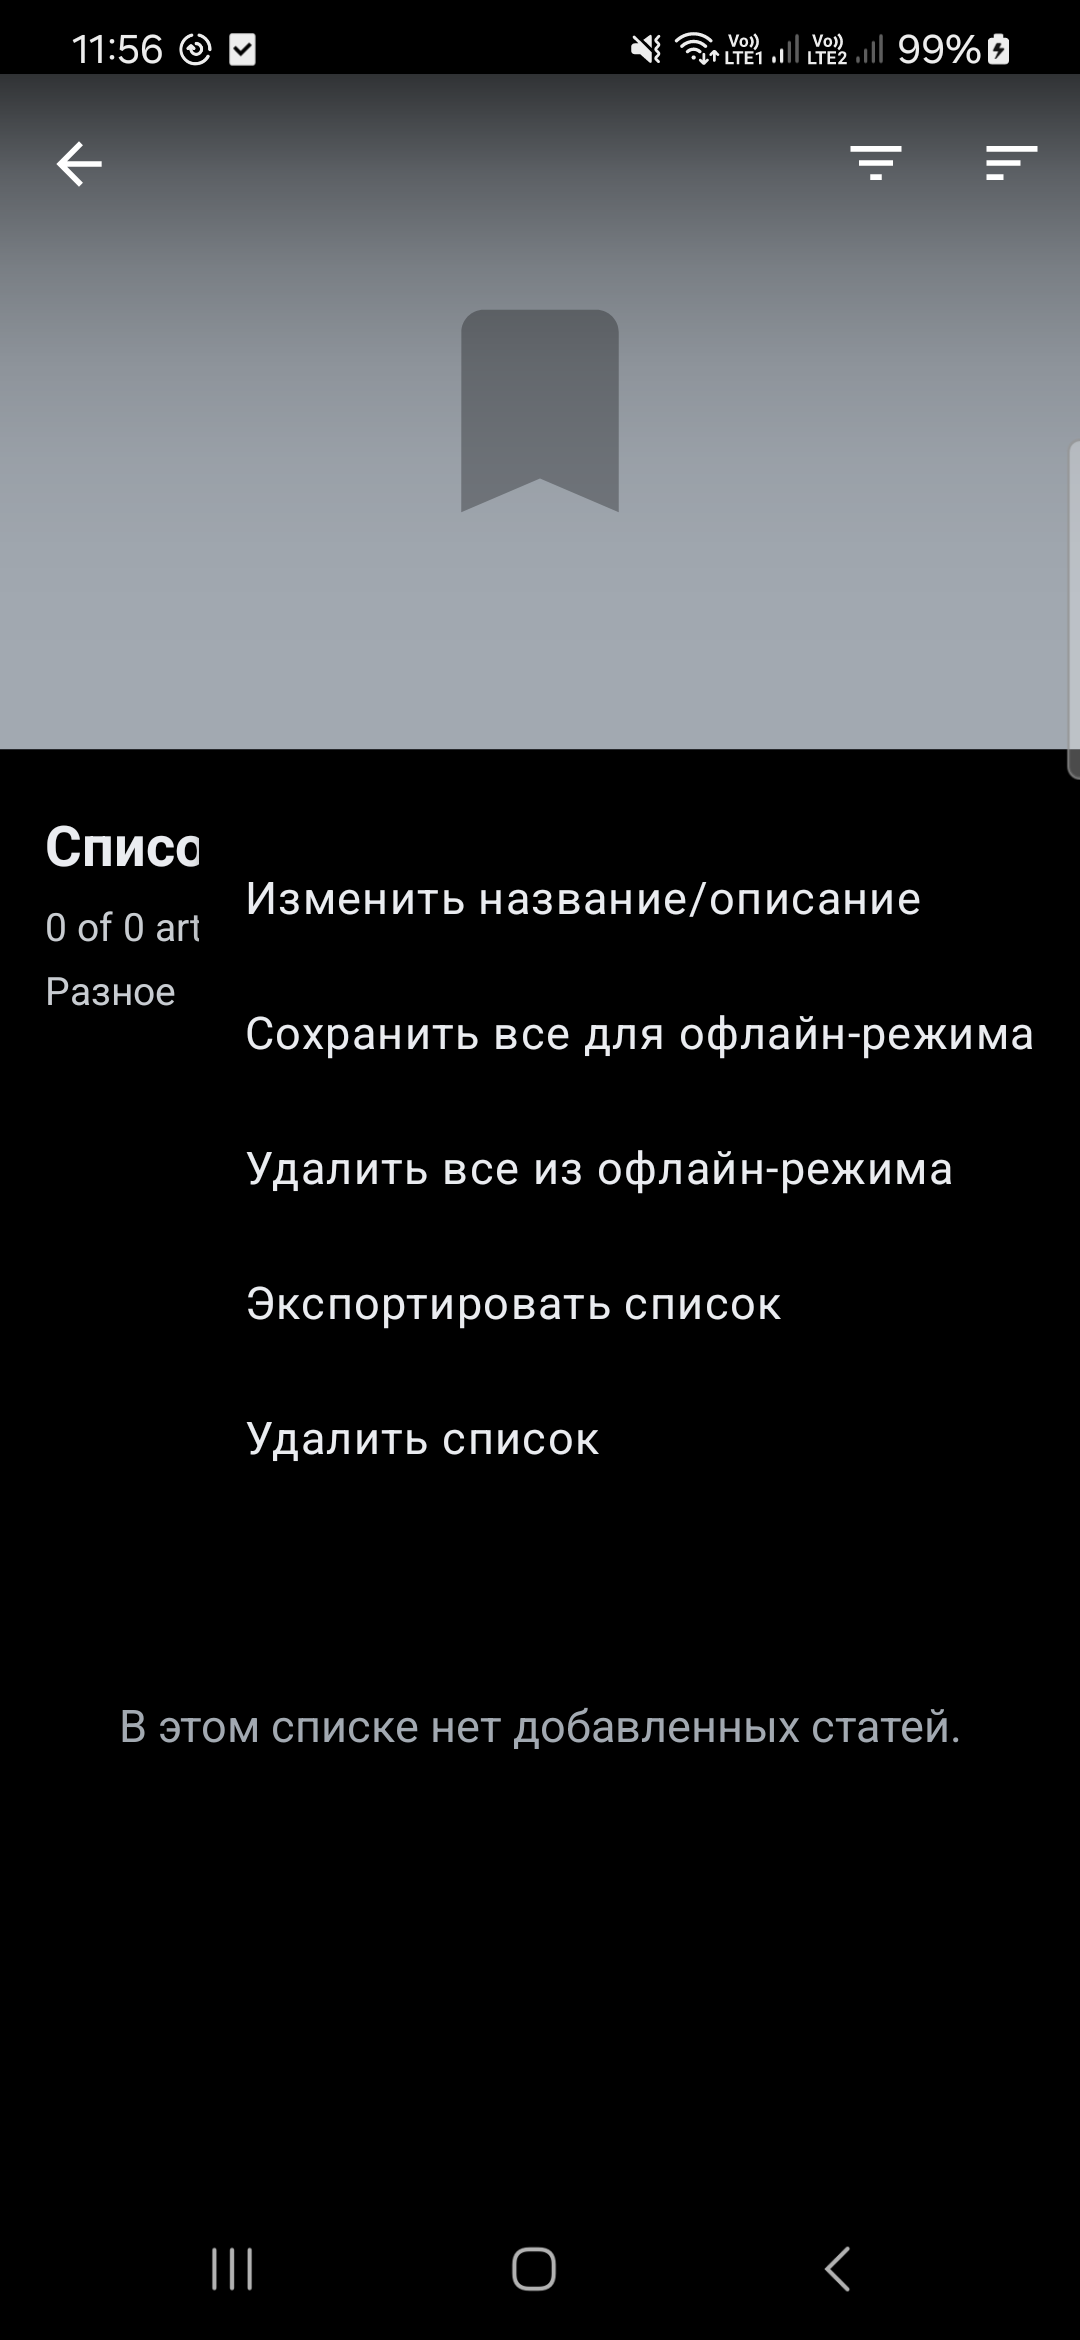 11:56
Vo)) LTE1 Vo)) LTE2 99%
Списо
0 of 0 art
Разное
Изменить название/описание
Сохранить все для офлайн-режима
Удалить все из офлайн-режима
Экспортировать список
Удалить список
В этом списке нет добавленных статей.